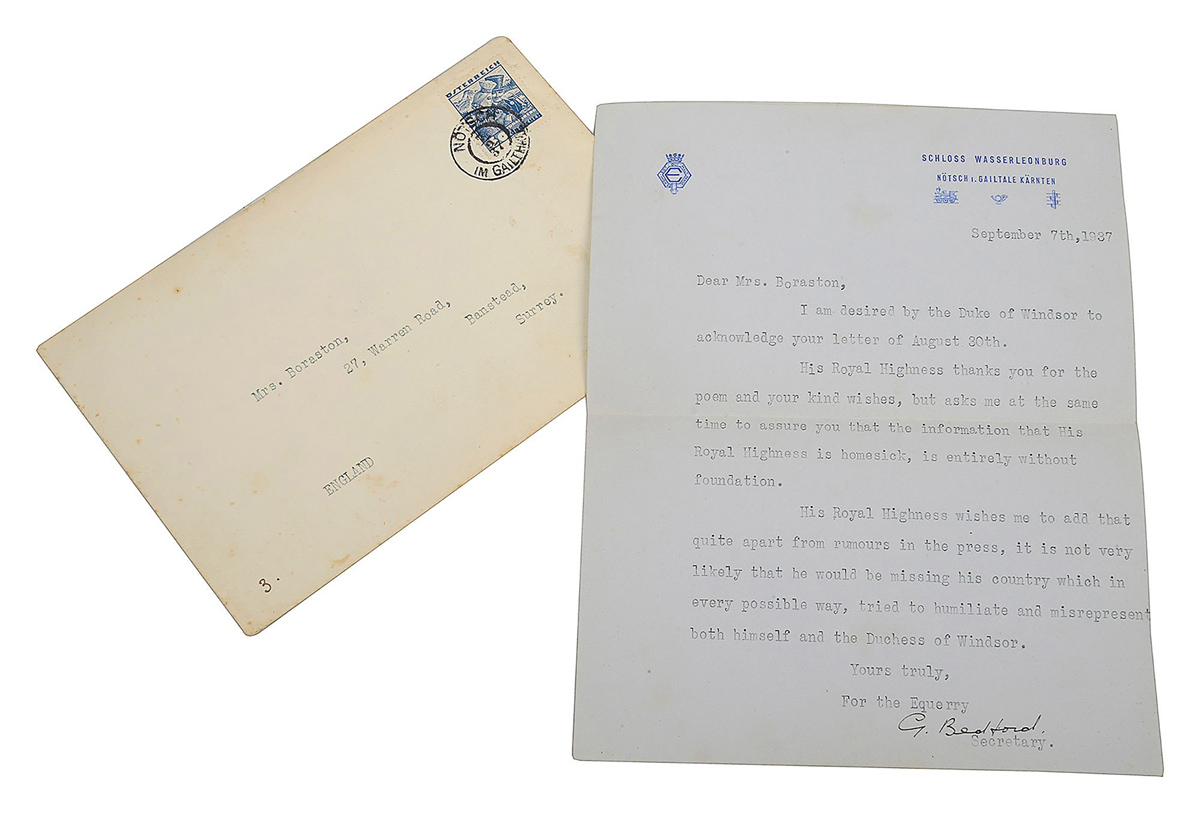 ÖSTERREICH
NÖTSCH
IM GAILTHAL
Mrs. Boraston,
27, Warren Road,
Banstead,
Surrey.
ENGLAND
3.
SCHLOSS WASSERLEONBURG
NÖTSCH I. GAILTALE KÄRNTEN
September 7th,1937
Dear Mrs. Boraston,
I am desired by the Duke of Windsor to
acknowledge your letter of August 30th.
His Royal Highness thanks you for the
poem and your kind wishes, but asks me at the same
time to assure you that the information that His
Royal Highness is homesick, is entirely without
foundation.
His Royal Highness wishes me to add that
quite apart from rumours in the press, it is not very
likely that he would be missing his country which in
every possible way, tried to humiliate and misrepresent
both himself and the Duchess of Windsor.
Yours truly,
For the Equerry
G. Bedford.
Secretary.